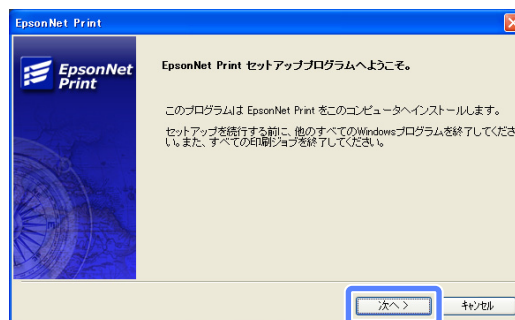 EpsonNet Print
EpsonNet
Print
EpsonNet Print セットアッププログラムへようこそ。
このプログラムは EpsonNet Print をこのコンピュータへインストールします。
セットアップを続行する前に、他のすべてのWindowsプログラムを終了してくださ
い。また、すべての印刷ジョブを終了してください。
次へ >
キャンセル